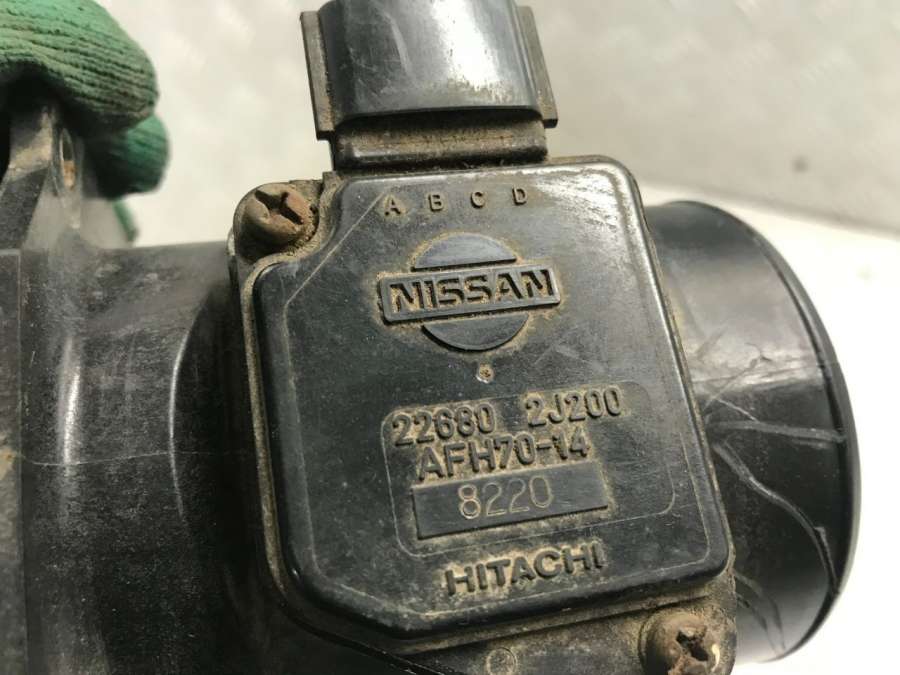 A B C D
NISSAN
22680 2J200
AFH70-14
8220
HITACHI